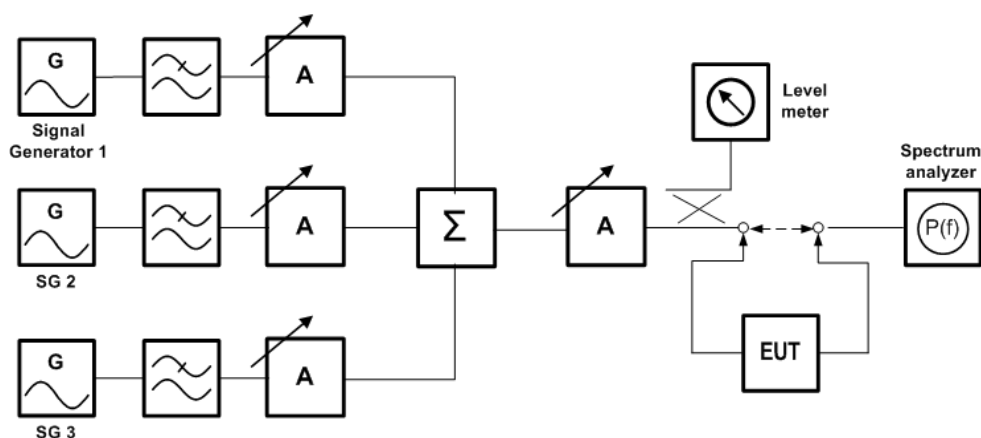 G
A
Signal
Generator 1
Level
meter
Spectrum
analyzer
G
A
Σ
A
P(f)
SG 2
EUT
G
A
SG 3